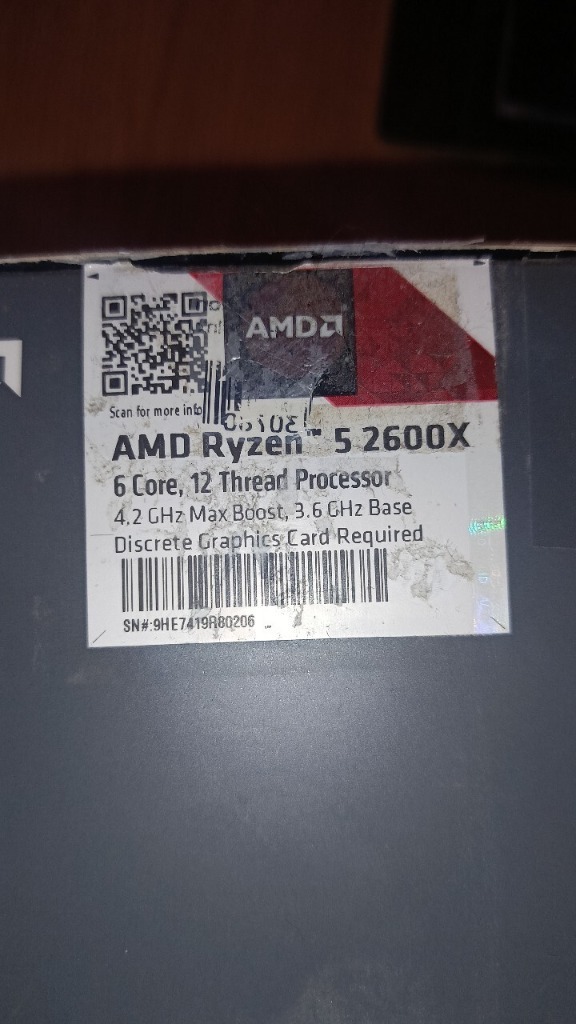 AMD
Scan for more info
AMD Ryzen™ 5 2600X
6 Core, 12 Thread Processor
4.2 GHz Max Boost, 3.6 GHz Base
Discrete Graphics Card Required
SN#:9HE7419R80206